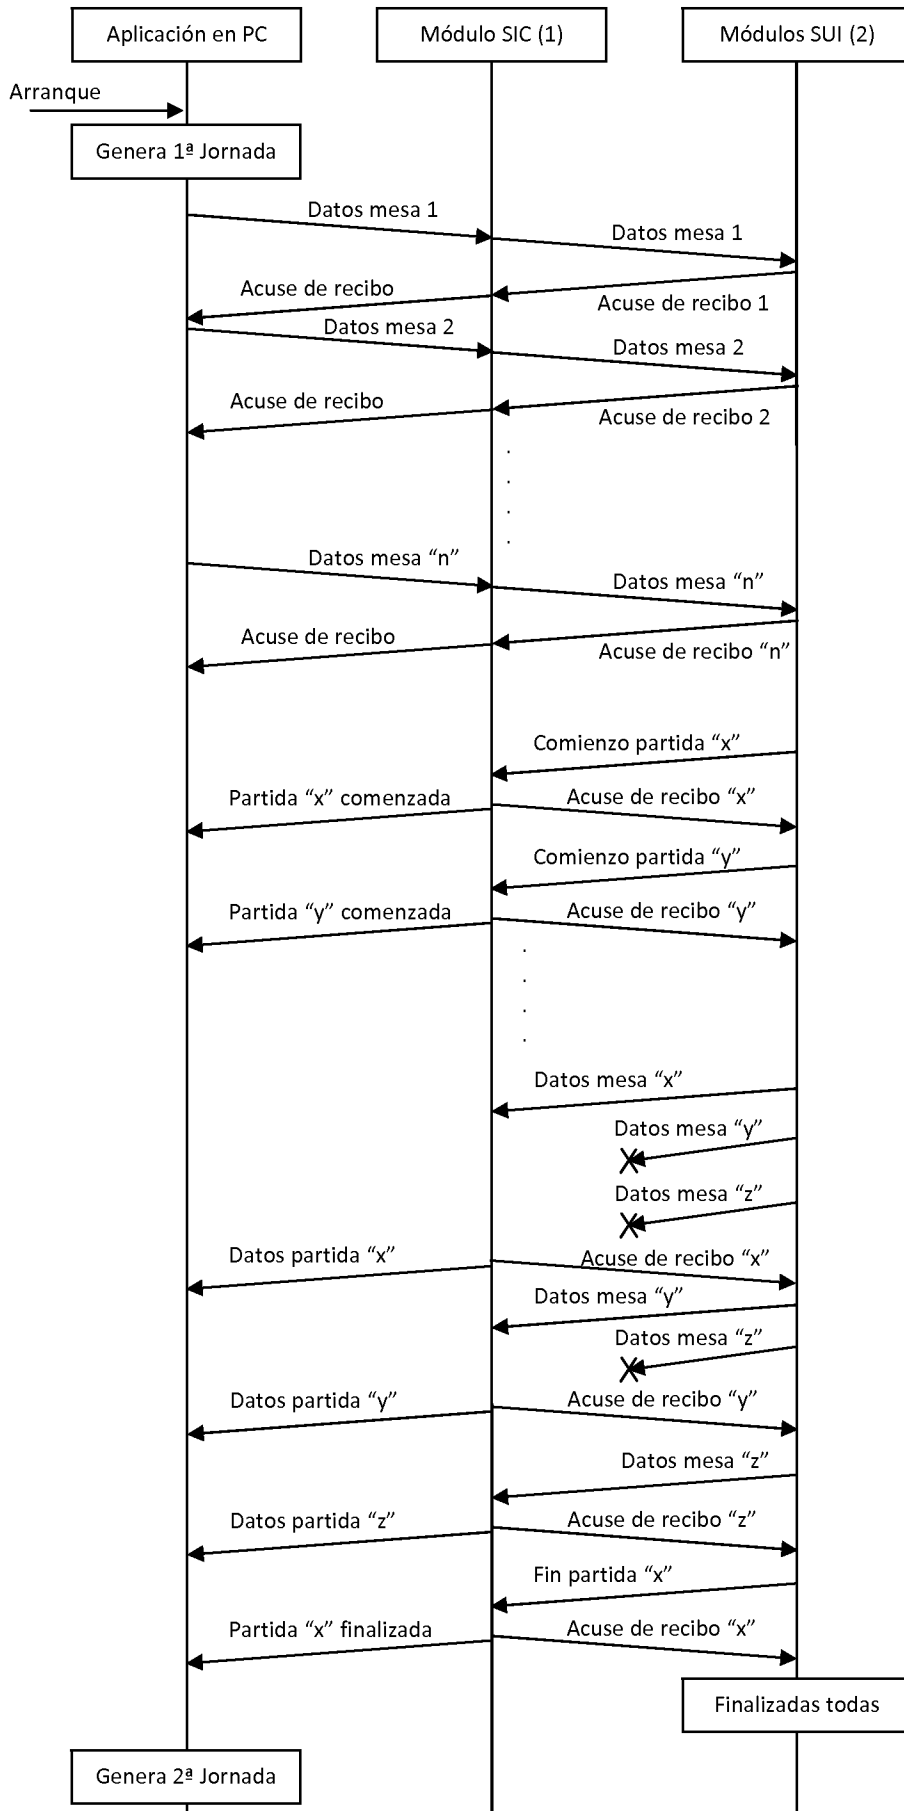 Aplicación en PC
Módulo SIC (1)
Módulos SUI (2)
Arranque
Genera 1ª Jornada
Datos mesa 1
Datos mesa 1
Acuse de recibo
Acuse de recibo 1
Datos mesa 2
Datos mesa 2
Acuse de recibo
Acuse de recibo 2
Datos mesa “n”
Datos mesa “n”
Acuse de recibo
Acuse de recibo “n”
Comienzo partida “x”
Partida “x” comenzada
Acuse de recibo “x”
Comienzo partida “y”
Partida “y” comenzada
Acuse de recibo “y”
Datos mesa “x”
Datos mesa “y”
Datos mesa “z”
Datos partida “x”
Acuse de recibo “x”
Datos mesa “y”
Datos mesa “z”
Datos partida “y”
Acuse de recibo “y”
Datos mesa “z”
Datos partida “z”
Acuse de recibo “z”
Fin partida “x”
Partida “x” finalizada
Acuse de recibo “x”
Finalizadas todas
Genera 2ª Jornada